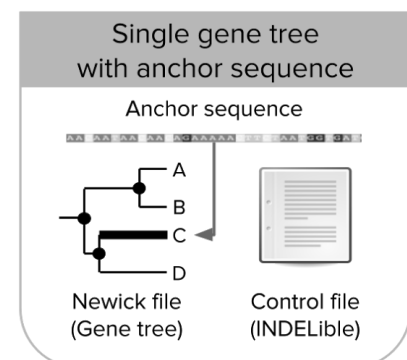 Single gene tree
with anchor sequence
Anchor sequence
A
B
C
D
Newick file
(Gene tree)
Control file
(INDELible)